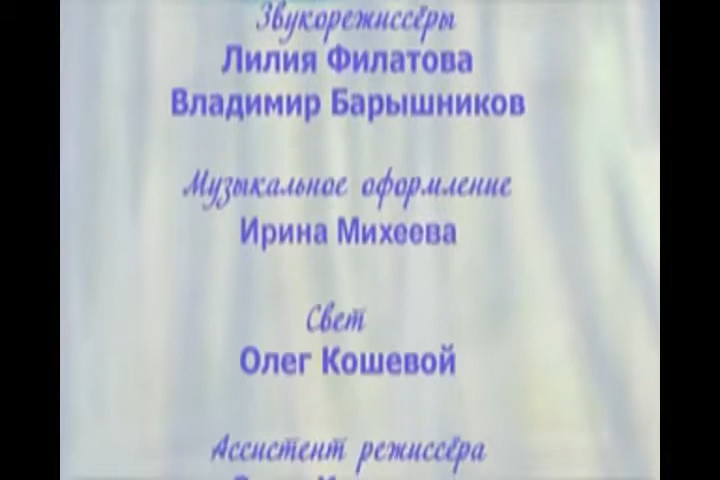 Звукорежиссёры
Лилия Филатова
Владимир Барышников
Музыкальное оформление
Ирина Михеева
Свет
Олег Кошевой
Ассистент режиссёра